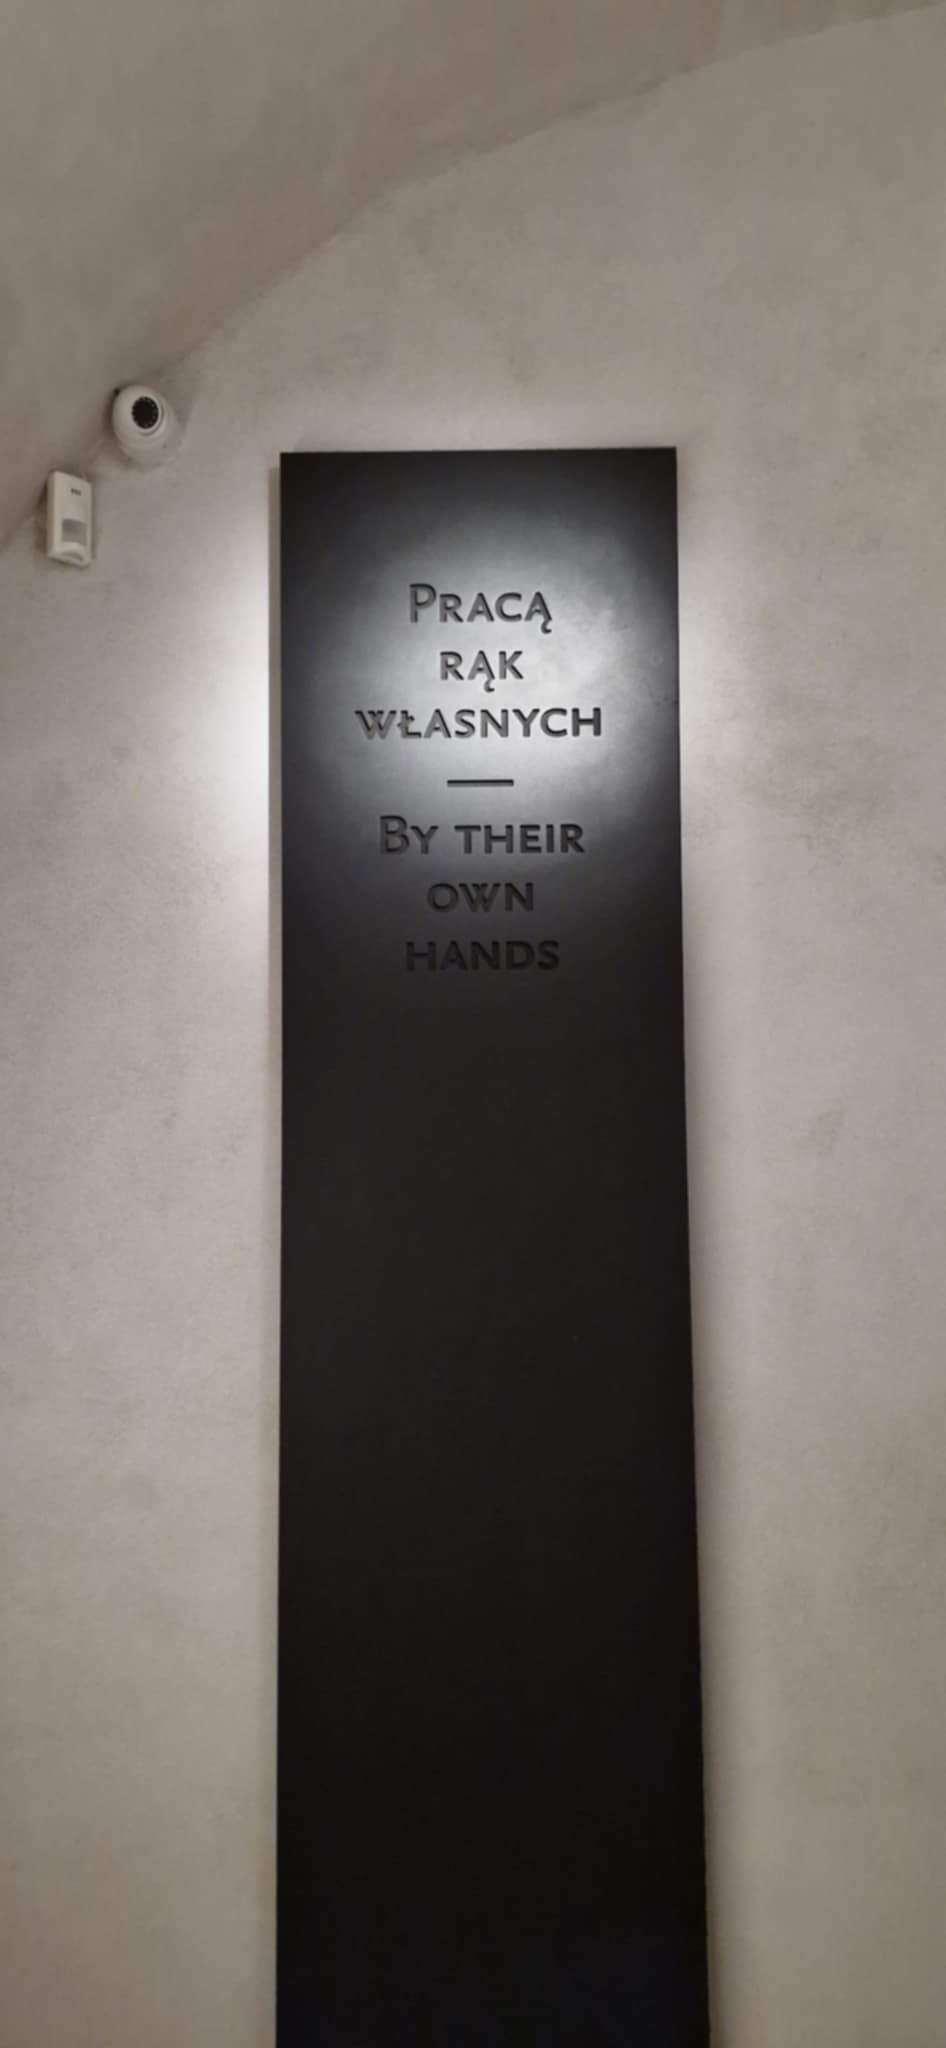 Pracą
rąk
własnych
By their
own
hands